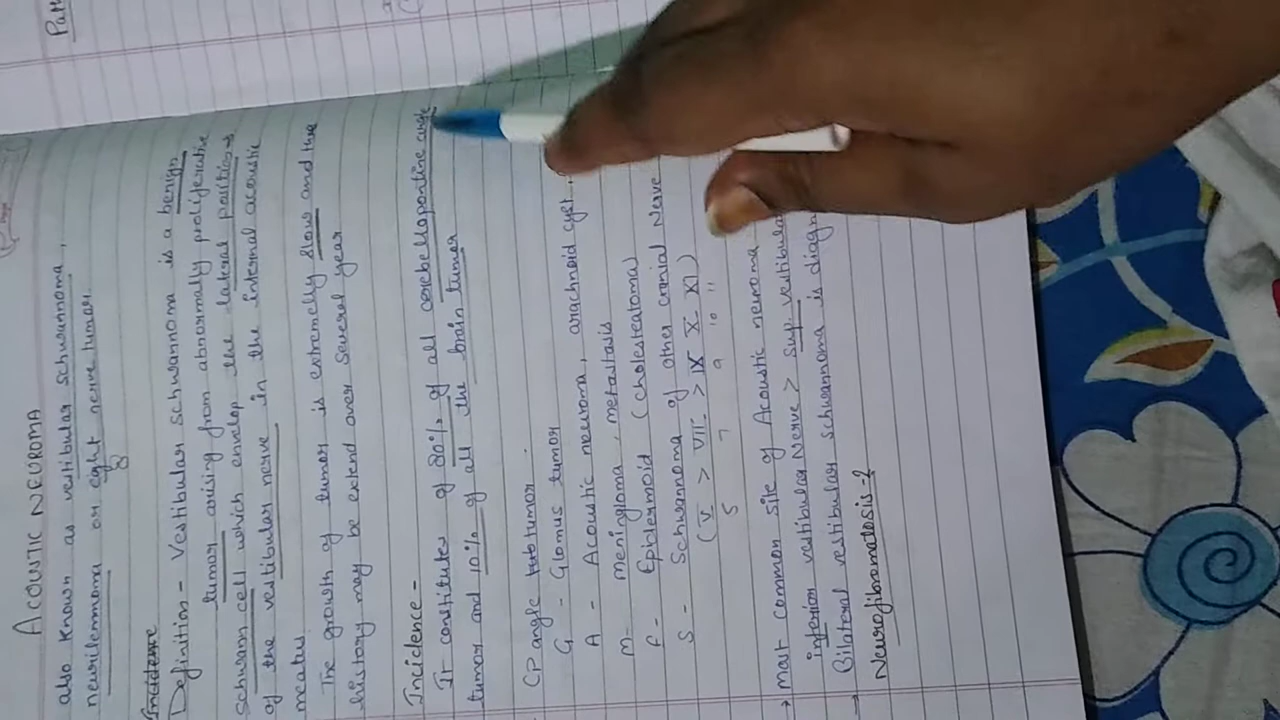 Pat
ACOUSTIC NEUROMA
also known as vestibular schwannoma,
neurilemmoma or eight nerve tumor.
Definition - Vestibular schwannoma is a benign
tumor arising from abnormally proliferative
schwann cell which envelop the lateral position of
of the vestibular nerve in the internal acoustic
meatus
The growth of tumor is extremely slow and the
history may be extend over several year
Incidence -
IT constitutes of 80% of all cerebellopontine angle
tumor and 10% of all the brain tumor
CP angle tumor.
G - Glomus tumor
A - Acoustic neuroma, arachnoid cyst,
M- meningioma, metastasis
E- Epidermoid (cholesteatoma)
S - Schwannoma of other cranial Nerve
(V > VII > IX X XI)
5 7 9 10 11
→ most common site of Acoustic neuroma
inferior vestibular Nerve > sup. vestibula
→ Bilateral vestibular schwannoma is diagn
Neurofibromatosis-2